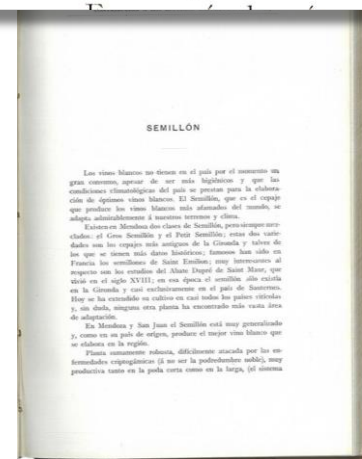 SEMILLÓN
Los vinos blancos no tienen en el país por el momento un
gran consumo, apesar de ser más higiénicos y que las
condiciones climatológicas del país se prestan para la elabora-
ción de óptimos vinos blancos. El Semillón, que es el cepaje
que produce los vinos blancos más afamados del mundo, se
adapta admirablemente á nuestros terrenos y clima.
Existen en Mendoza dos clases de Semillón, pero siempre mez-
clados: el Gros Semillón y el Petit Semillón; estas dos varie-
dades son los cepajes más antiguos de la Gironda y talvez de
los que se tienen más datos históricos; famosos han sido en
Francia los semillones de Saint Emilion; muy interesantes al
respecto son los estudios del Abate Dupré de Saint Maur, que
vivió en el siglo XVIII; en esa época el semillón sólo existía
en la Gironda y casi exclusivamente en el país de Sauternes.
Hoy se ha extendido su cultivo en casi todos los países vitícolas
y, sin duda, ninguna otra planta ha encontrado más vasta área
de adaptación.
En Mendoza y San Juan el Semillón está muy generalizado
y, como en su país de origen, produce el mejor vino blanco que
se elabora en la región.
Planta sumamente robusta, difícilmente atacada por las en-
fermedades criptogámicas (á no ser la podredumbre noble), muy
productiva tanto en la poda corta como en la larga, (el sistema